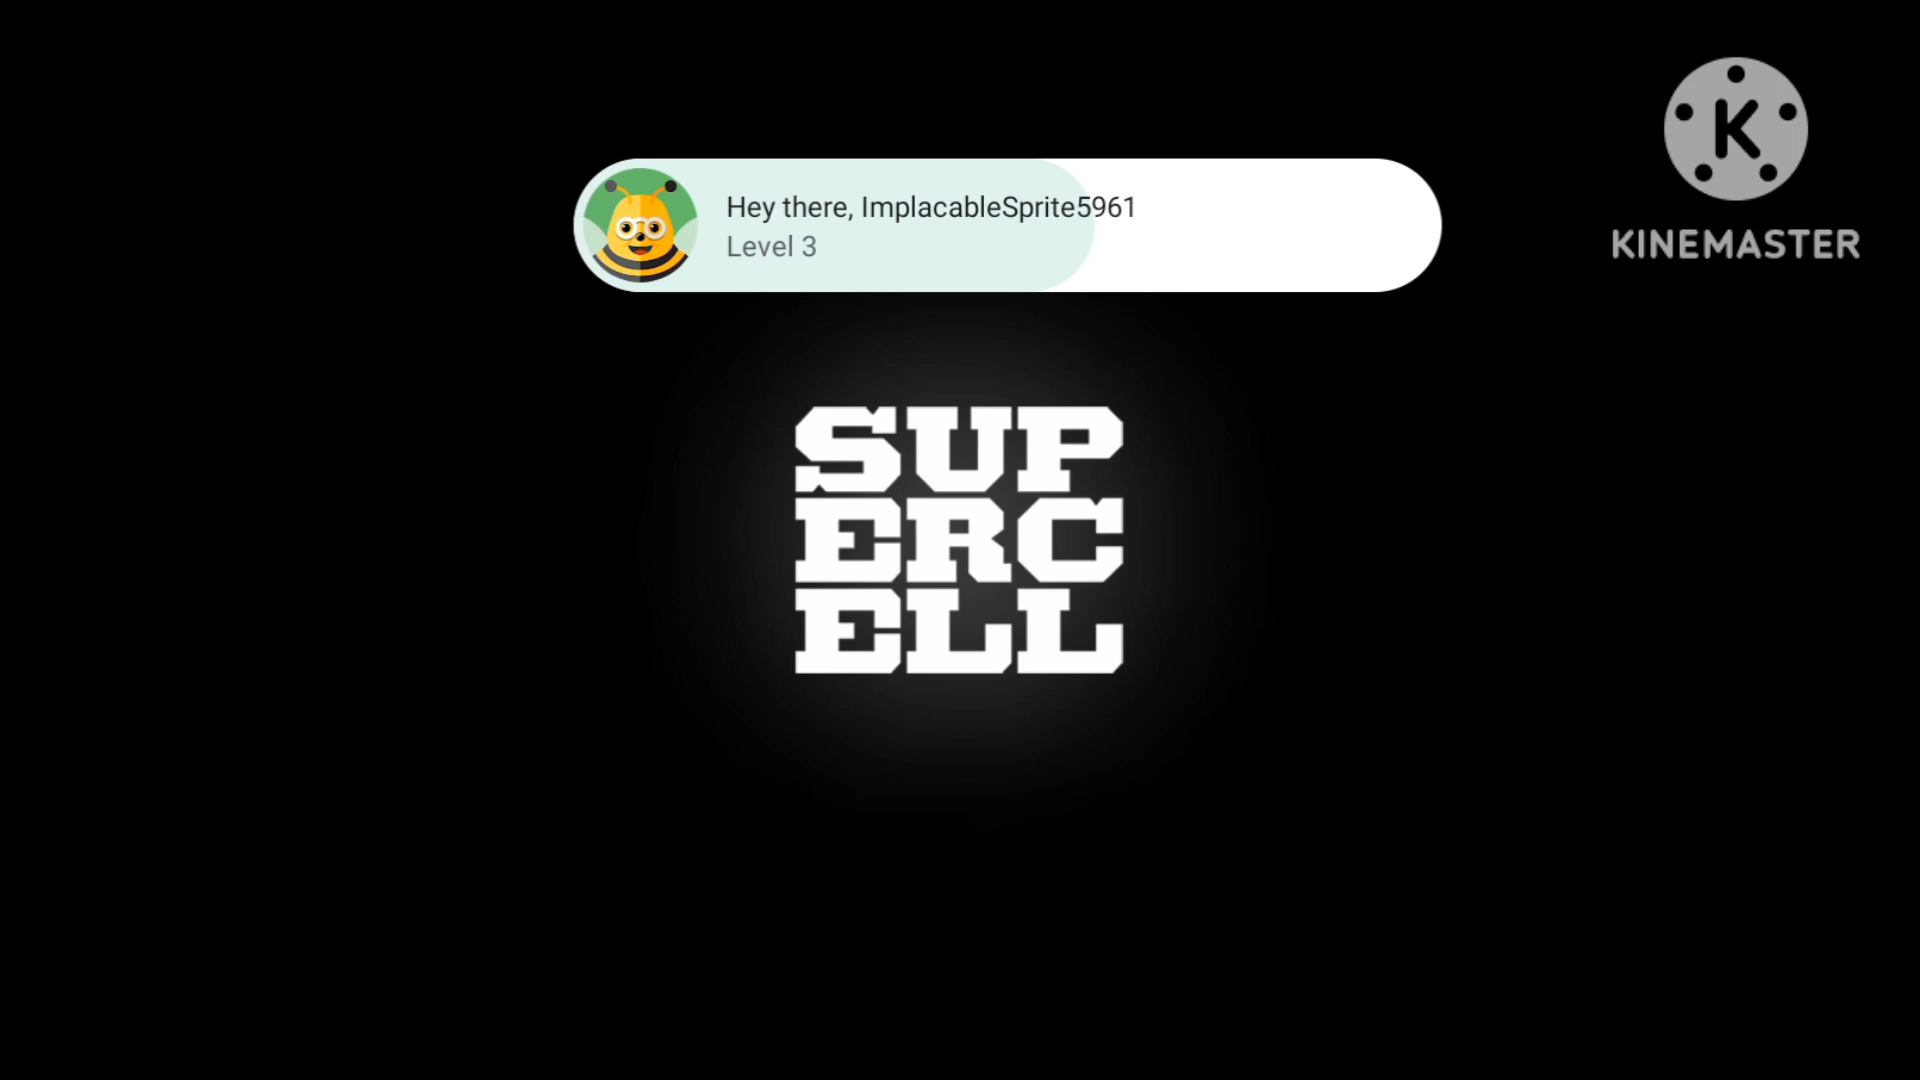 Hey there, ImplacableSprite5961
Level 3
K
KINEMASTER
SUP
ERC
ELL